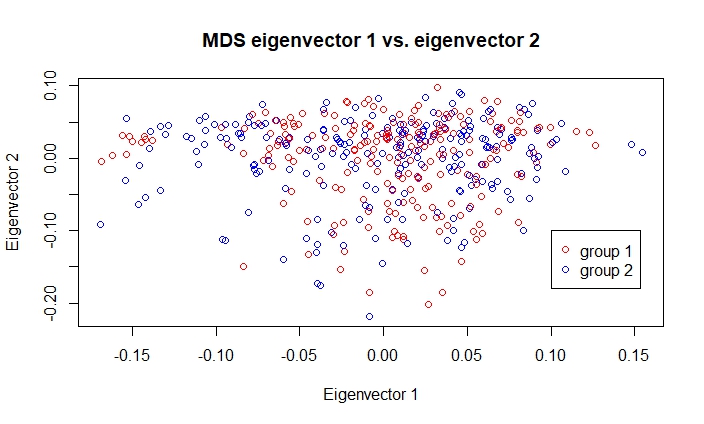 MDS eigenvector 1 vs. eigenvector 2
Eigenvector 2
0.10
0.00
-0.10
-0.20
group 1
group 2
-0.15 -0.10 -0.05 0.00 0.05 0.10 0.15
Eigenvector 1